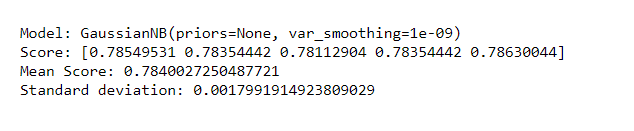 Model: GaussianNB(priors=None, var_smoothing=1e-09)
Score: [0.78549531 0.78354442 0.78112904 0.78354442 0.78630044]
Mean Score: 0.7840027250487721
Standard deviation: 0.0017991914923809029